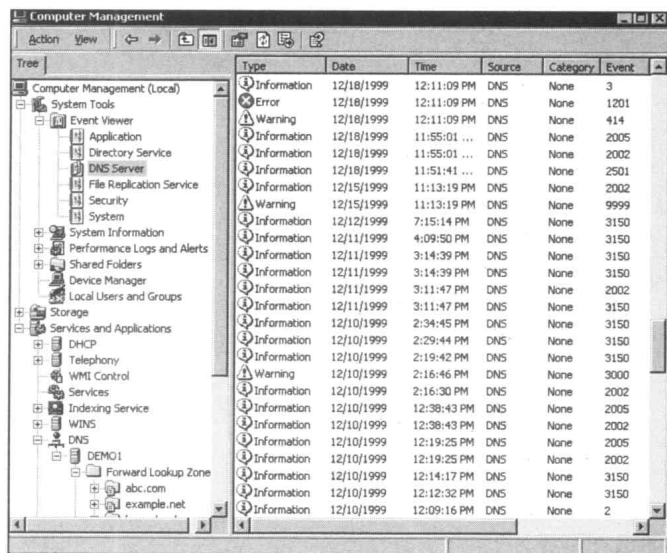 Computer Management
Action View
Tree
Computer Management (Local)
System Tools
Event Viewer
Application
Directory Service
DNS Server
File Replication Service
Security
System
System Information
Performance Logs and Alerts
Shared Folders
Device Manager
Local Users and Groups
Storage
Services and Applications
DHCP
Telephony
WMI Control
Services
Indexing Service
WINS
DNS
DEMO1
Forward Lookup Zone
abc.com
example.net
Type Date Time Source Category Event
Information 12/18/1999 12:11:09 PM DNS None 3
Error 12/18/1999 12:11:09 PM DNS None 1201
Warning 12/18/1999 12:11:09 PM DNS None 414
Information 12/18/1999 11:55:01 ... DNS None 2005
Information 12/18/1999 11:55:01 ... DNS None 2002
Information 12/18/1999 11:51:41 ... DNS None 2501
Information 12/15/1999 11:13:19 PM DNS None 2002
Warning 12/15/1999 11:13:19 PM DNS None 9999
Information 12/12/1999 7:15:14 PM DNS None 3150
Information 12/11/1999 4:09:50 PM DNS None 3150
Information 12/11/1999 3:14:39 PM DNS None 3150
Information 12/11/1999 3:14:39 PM DNS None 3150
Information 12/11/1999 3:11:47 PM DNS None 2002
Information 12/11/1999 3:11:47 PM DNS None 3150
Information 12/10/1999 2:34:45 PM DNS None 3150
Information 12/10/1999 2:29:44 PM DNS None 3150
Information 12/10/1999 2:19:42 PM DNS None 3150
Warning 12/10/1999 2:16:46 PM DNS None 3000
Information 12/10/1999 2:16:30 PM DNS None 2002
Information 12/10/1999 12:38:43 PM DNS None 2005
Information 12/10/1999 12:38:43 PM DNS None 2002
Information 12/10/1999 12:19:25 PM DNS None 2005
Information 12/10/1999 12:19:25 PM DNS None 2002
Information 12/10/1999 12:14:17 PM DNS None 3150
Information 12/10/1999 12:12:32 PM DNS None 3150
Information 12/10/1999 12:09:16 PM DNS None 2